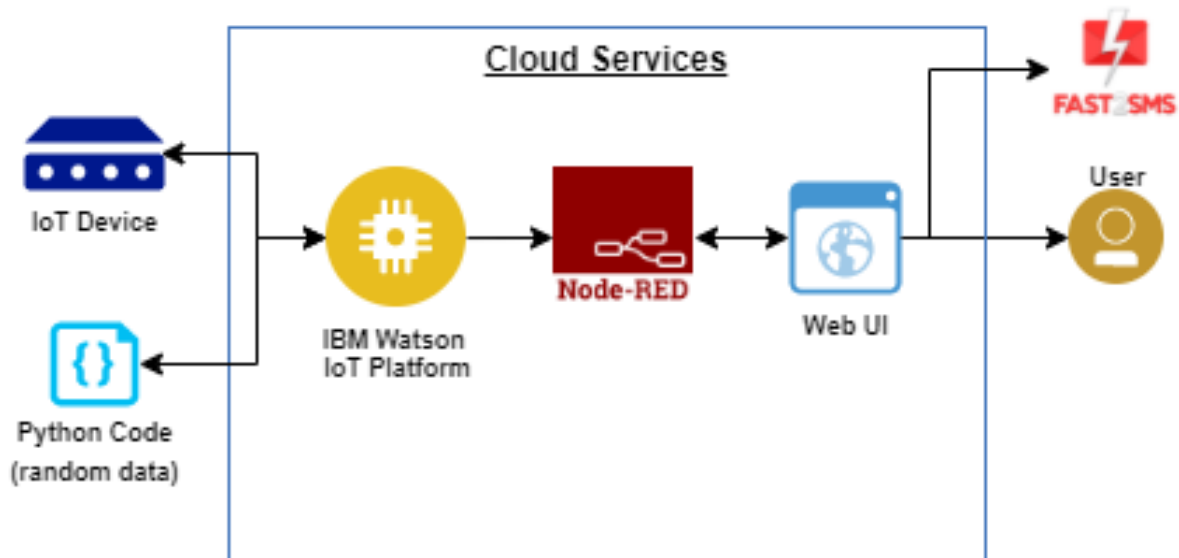 Cloud Services
FAST2SMS
User
IoT Device
Node-RED
Web UI
IBM Watson
IoT Platform
{}
Python Code
(random data)